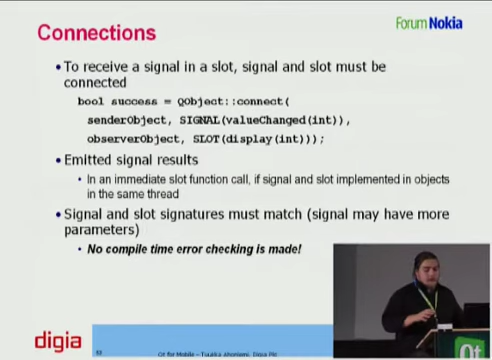 Forum Nokia
Connections
• To receive a signal in a slot, signal and slot must be
connected
bool success = QObject::connect(
senderObject, SIGNAL(valueChanged(int)),
observerObject, SLOT(display(int)));
• Emitted signal results
• In an immediate slot function call, if signal and slot implemented in objects
in the same thread
• Signal and slot signatures must match (signal may have more
parameters)
• No compile time error checking is made!
digia
Qt for Mobile – Tuukka Ahoniemi, Digia Plc
Qt